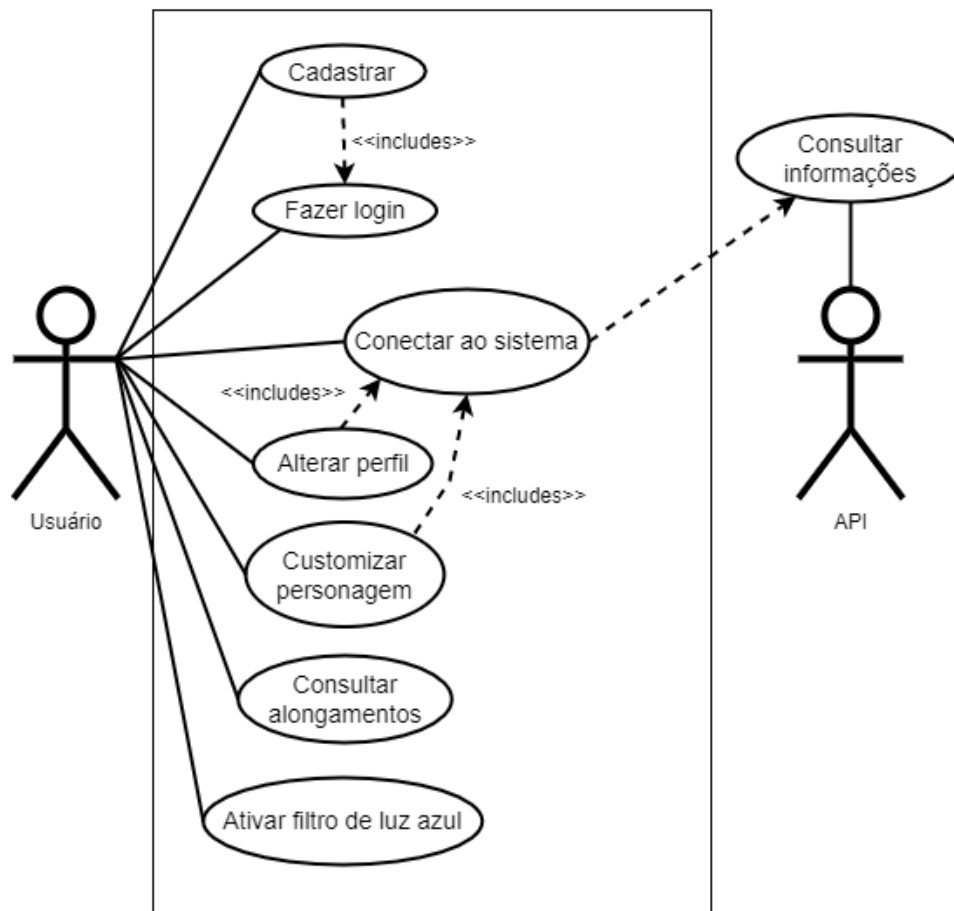 Cadastrar
<<includes>>
Consultar
informações
Fazer login
Conectar ao sistema
<<includes>>
Alterar perfil
<<includes>>
Usuário
API
Customizar
personagem
Consultar
alongamentos
Ativar filtro de luz azul